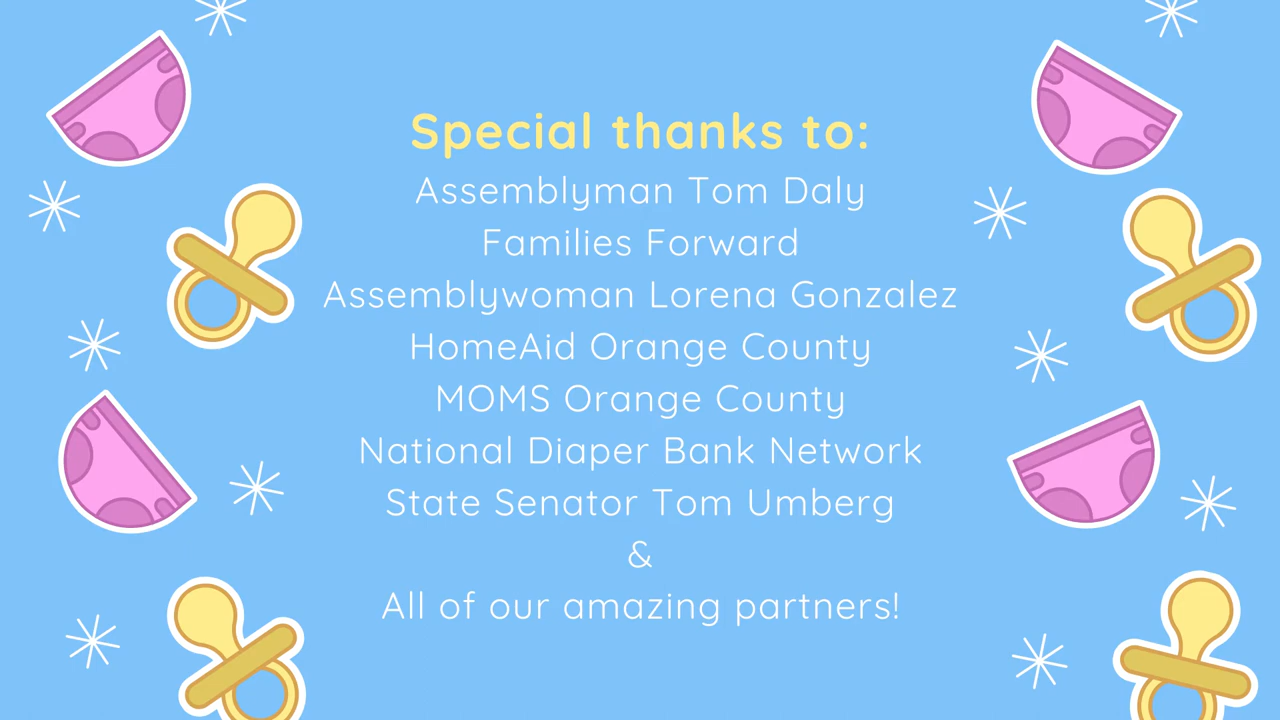 Special thanks to:
Assemblyman Tom Daly
Families Forward
Assemblywoman Lorena Gonzalez
HomeAid Orange County
MOMS Orange County
National Diaper Bank Network
State Senator Tom Umberg
&
All of our amazing partners!